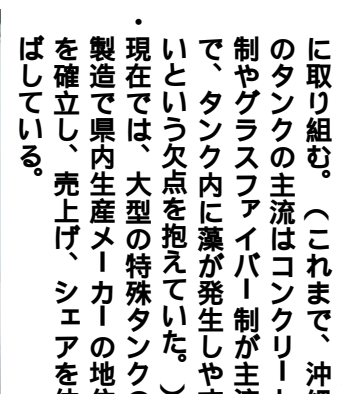 に取り組む。（これまで、沖縄
のタンクの主流はコンクリー
制やグラスファイバー制が主流
で、タンク内に藻が発生しや
いという欠点を抱えていた。）
・現在では、大型の特殊タンクの
製造で県内生産メーカーの地位
を確立し、売上げ、シェアを伸
ばしている。